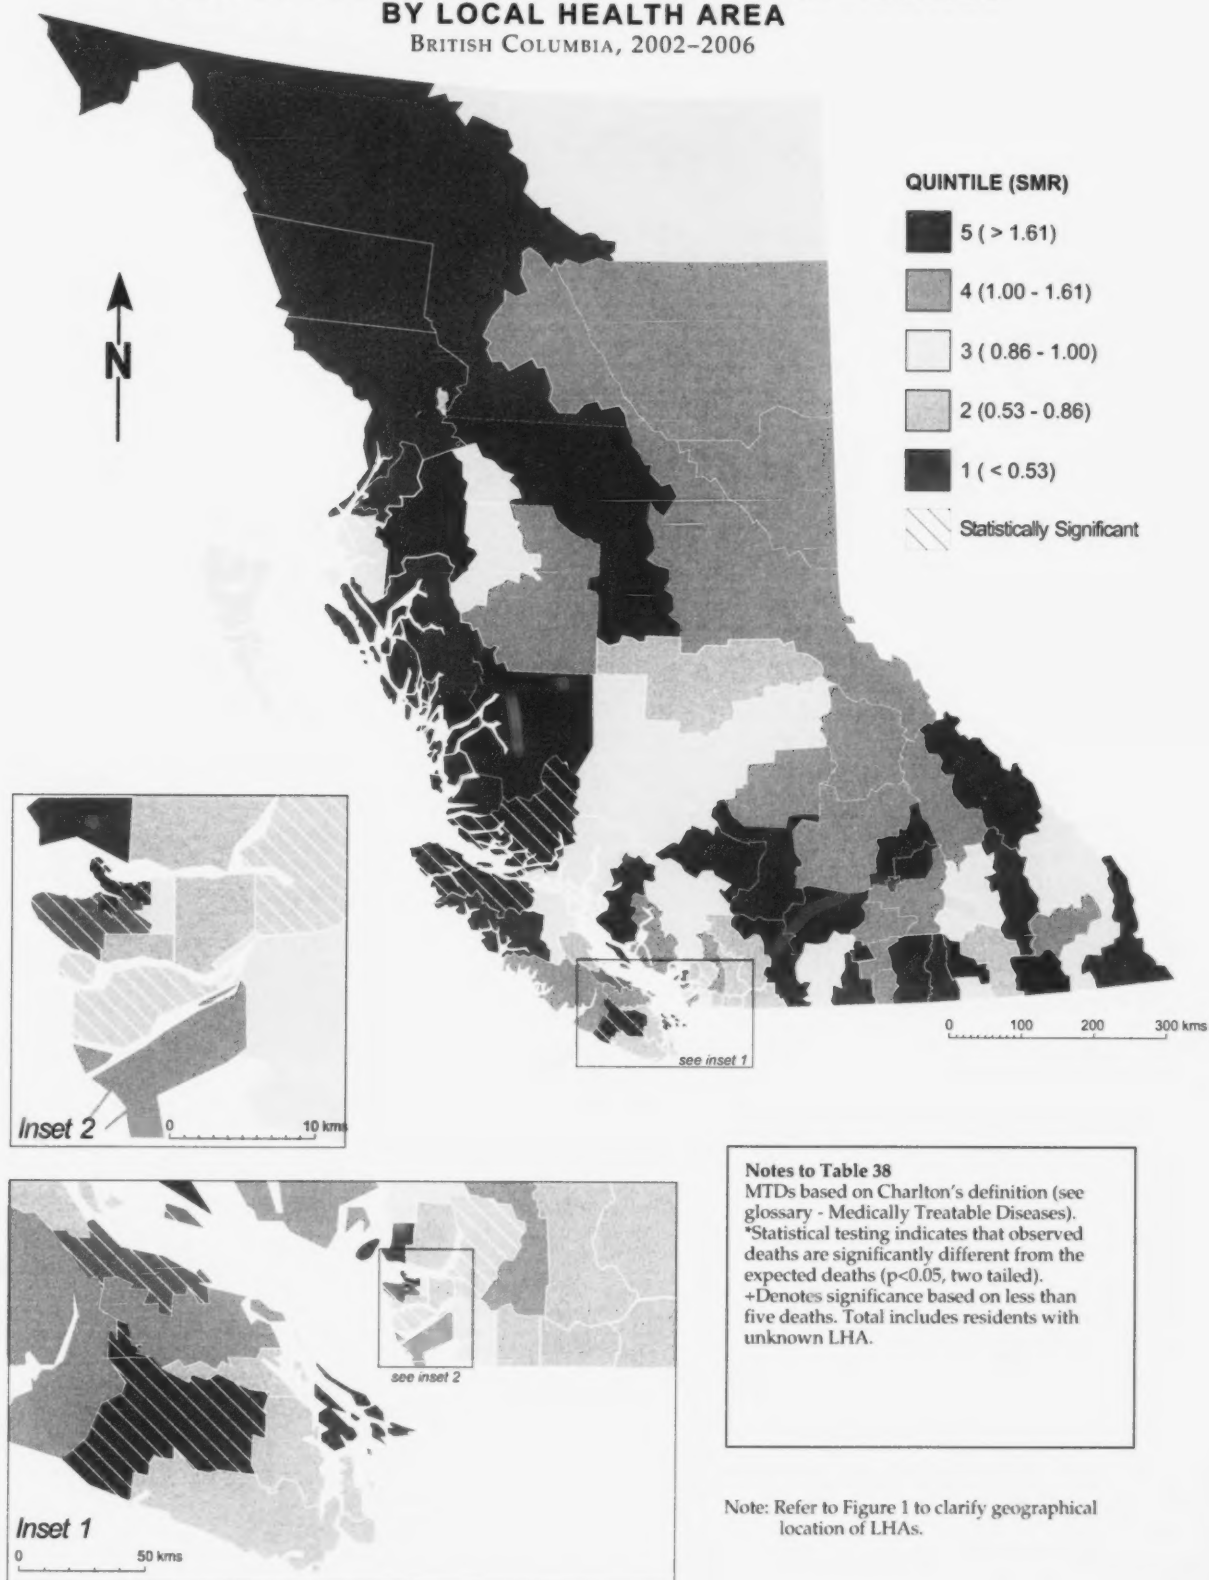 BY LOCAL HEALTH AREA
BRITISH COLUMBIA, 2002–2006
QUINTILE (SMR)
5 ( > 1.61)
4 (1.00 - 1.61)
3 ( 0.86 - 1.00)
2 (0.53 - 0.86)
1 ( < 0.53)
Statistically Significant
N
0 100 200 300 kms
see inset 1
Inset 2
0 10 kms
see inset 2
Inset 1
0 50 kms
Notes to Table 38
MTDs based on Charlton's definition (see
glossary - Medically Treatable Diseases).
*Statistical testing indicates that observed
deaths are significantly different from the
expected deaths (p<0.05, two tailed).
+Denotes significance based on less than
five deaths. Total includes residents with
unknown LHA.
Note: Refer to Figure 1 to clarify geographical
location of LHAs.